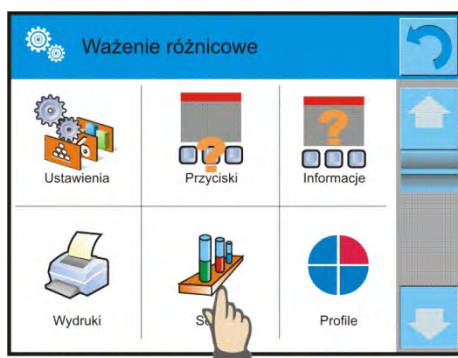 Ważenie różnicowe
Ustawienia
Przyciski
Informacje
Wydruki
Profile